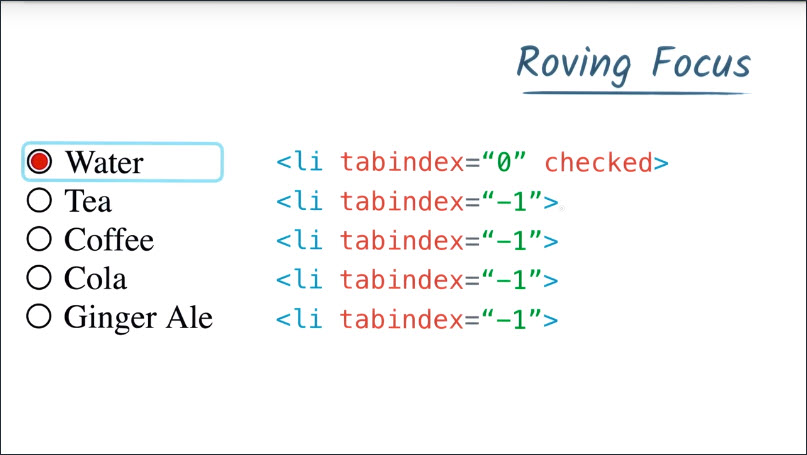 Roving Focus
Water <li tabindex=“0” checked>
Tea <li tabindex=“-1”>
Coffee <li tabindex=“-1”>
Cola <li tabindex=“-1”>
Ginger Ale <li tabindex=“-1”>